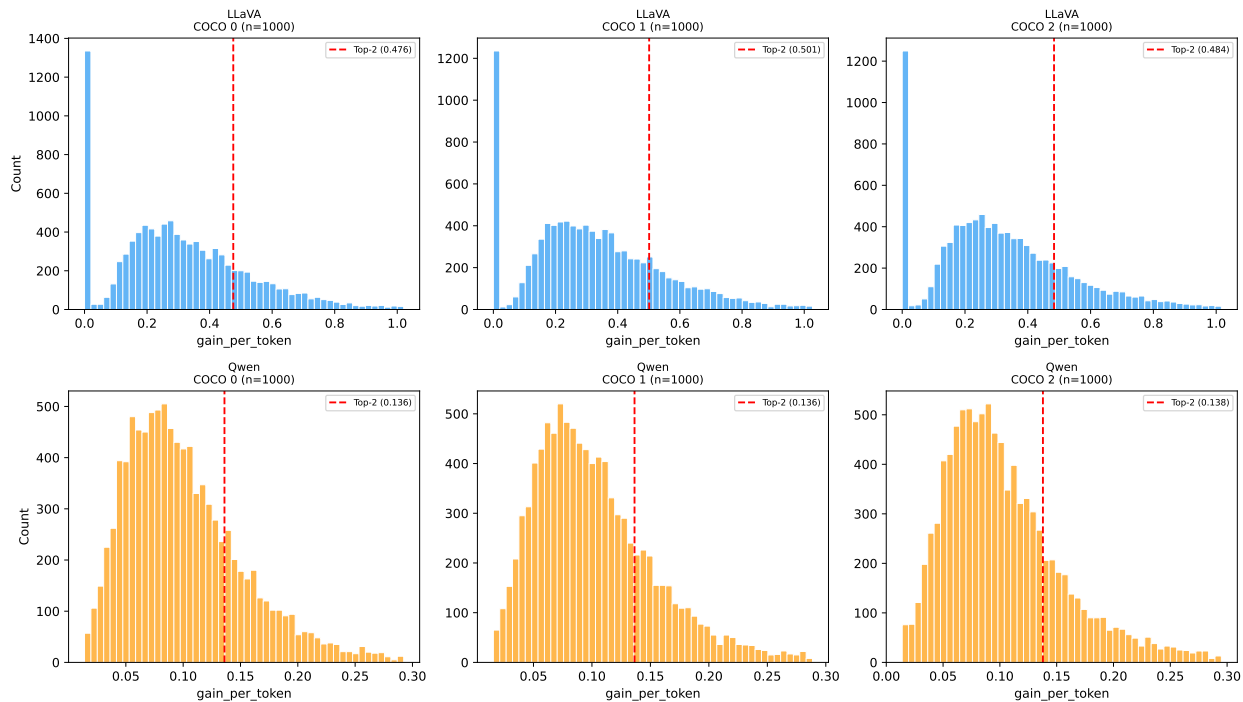 LLaVA
COCO 0 (n=1000)
Top-2 (0.476)
Count
1400
1200
1000
800
600
400
200
0
0.0 0.2 0.4 0.6 0.8 1.0
gain_per_token
LLaVA
COCO 1 (n=1000)
Top-2 (0.501)
1200
1000
800
600
400
200
0
0.0 0.2 0.4 0.6 0.8 1.0
gain_per_token
LLaVA
COCO 2 (n=1000)
Top-2 (0.484)
1200
1000
800
600
400
200
0
0.0 0.2 0.4 0.6 0.8 1.0
gain_per_token
Qwen
COCO 0 (n=1000)
Top-2 (0.136)
Count
500
400
300
200
100
0
0.05 0.10 0.15 0.20 0.25 0.30
gain_per_token
Qwen
COCO 1 (n=1000)
Top-2 (0.136)
500
400
300
200
100
0
0.05 0.10 0.15 0.20 0.25 0.30
gain_per_token
Qwen
COCO 2 (n=1000)
Top-2 (0.138)
500
400
300
200
100
0
0.00 0.05 0.10 0.15 0.20 0.25 0.30
gain_per_token